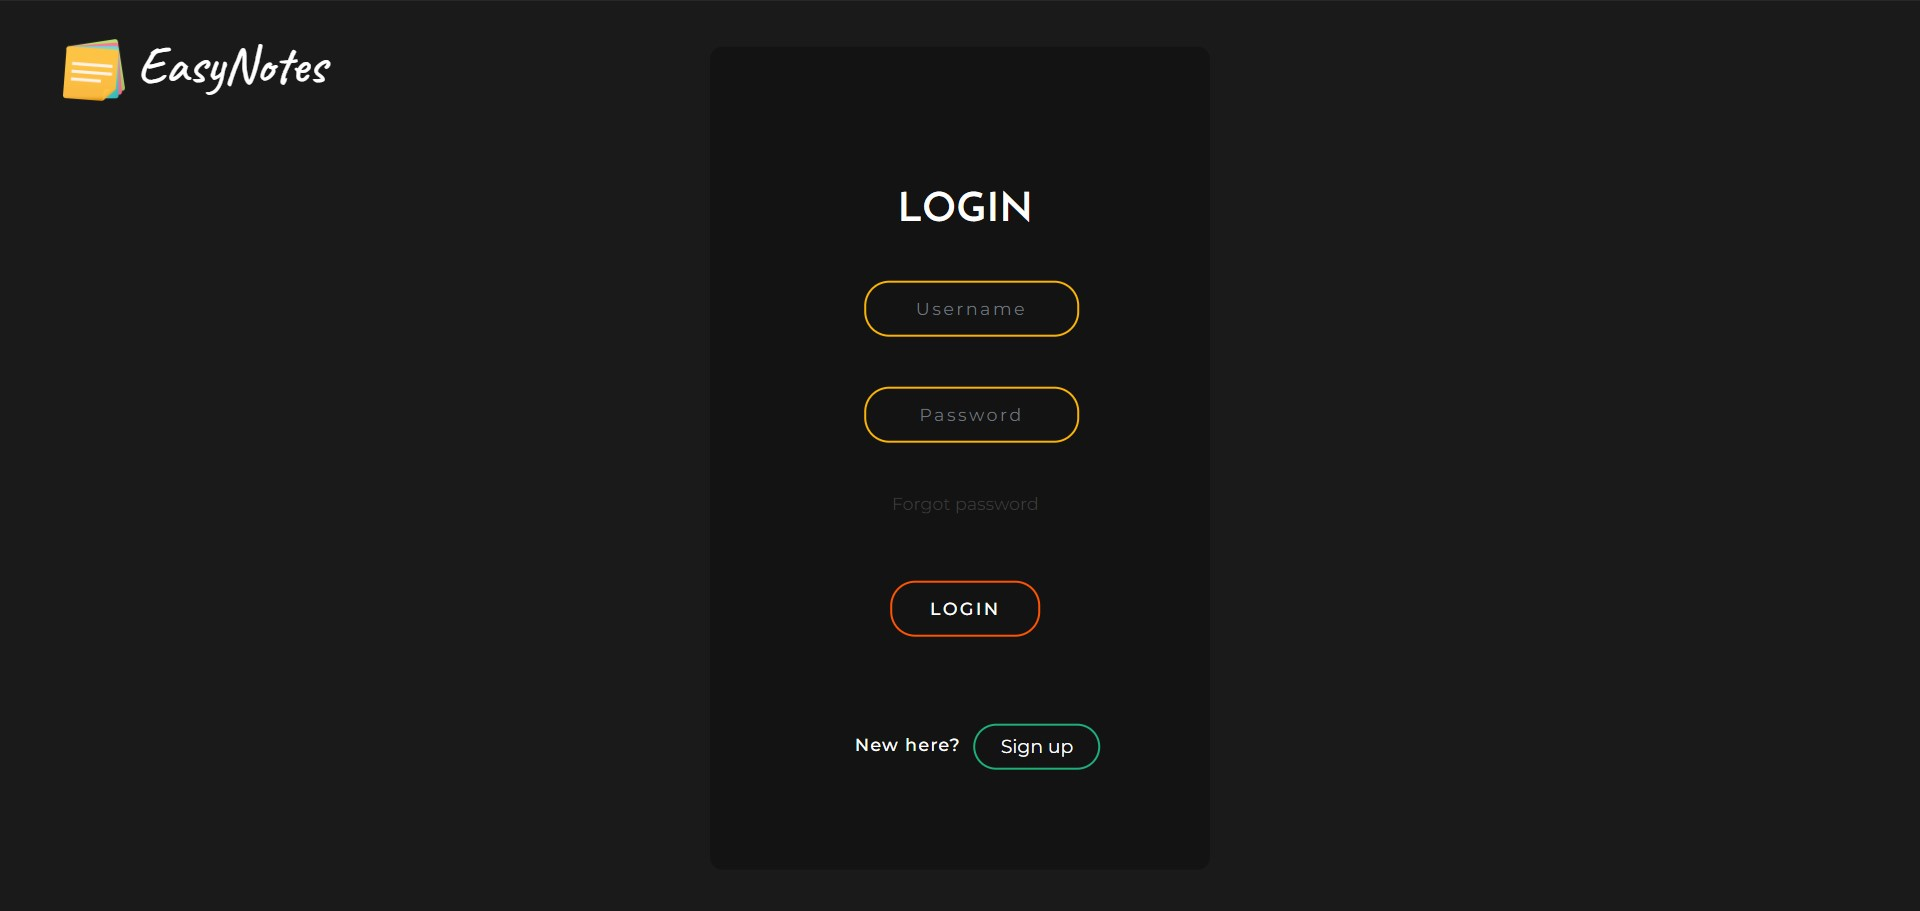 EasyNotes
LOGIN
Username
Password
Forgot password
LOGIN
New here? Sign up